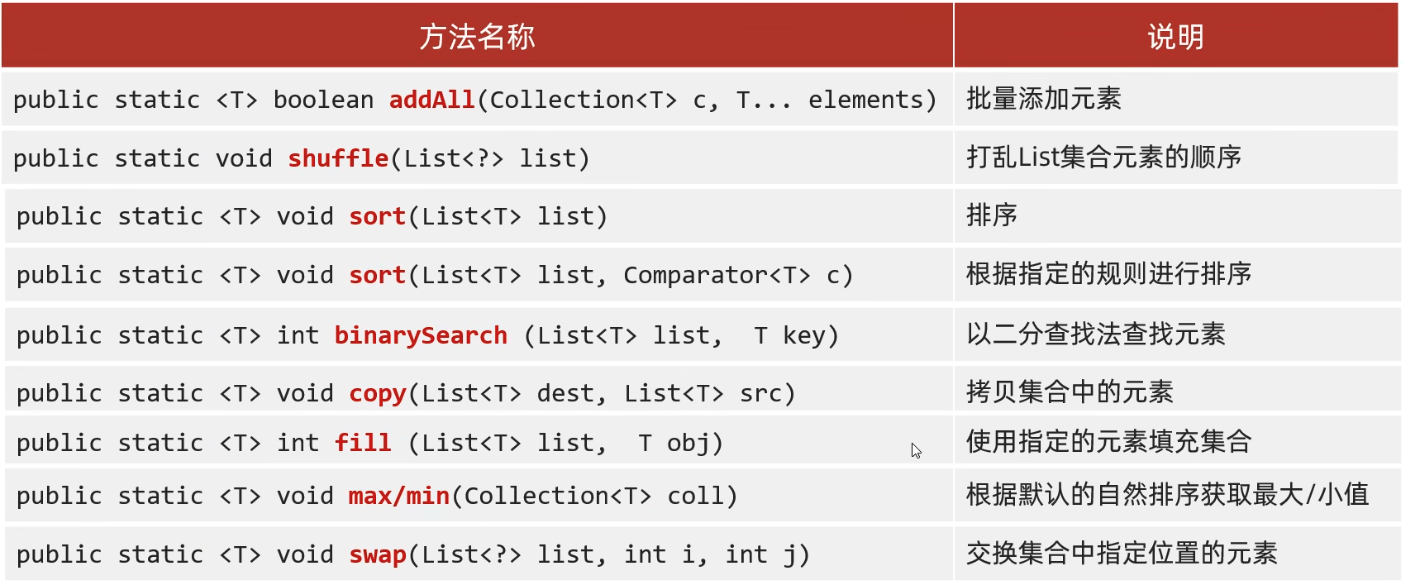 方法名称 说明
public static <T> boolean addAll(Collection<T> c, T... elements) 批量添加元素
public static void shuffle(List<?> list) 打乱List集合元素的顺序
public static <T> void sort(List<T> list) 排序
public static <T> void sort(List<T> list, Comparator<T> c) 根据指定的规则进行排序
public static <T> int binarySearch (List<T> list,  T key) 以二分查找法查找元素
public static <T> void copy(List<T> dest, List<T> src) 拷贝集合中的元素
public static <T> int fill (List<T> list,  T obj) 使用指定的元素填充集合
public static <T> void max/min(Collection<T> coll) 根据默认的自然排序获取最大/小值
public static <T> void swap(List<?> list, int i, int j) 交换集合中指定位置的元素